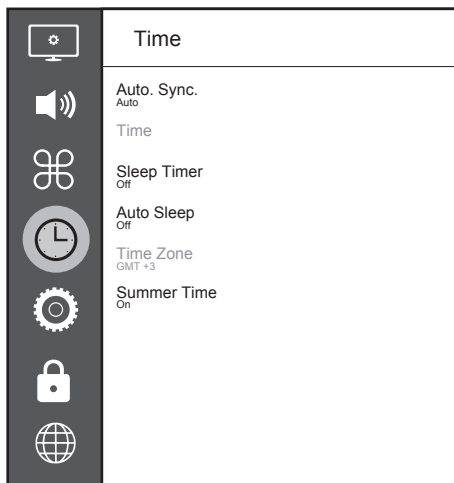 Time
Auto. Sync.
Auto
Time
Sleep Timer
Off
Auto Sleep
Off
Time Zone
GMT +3
Summer Time
On